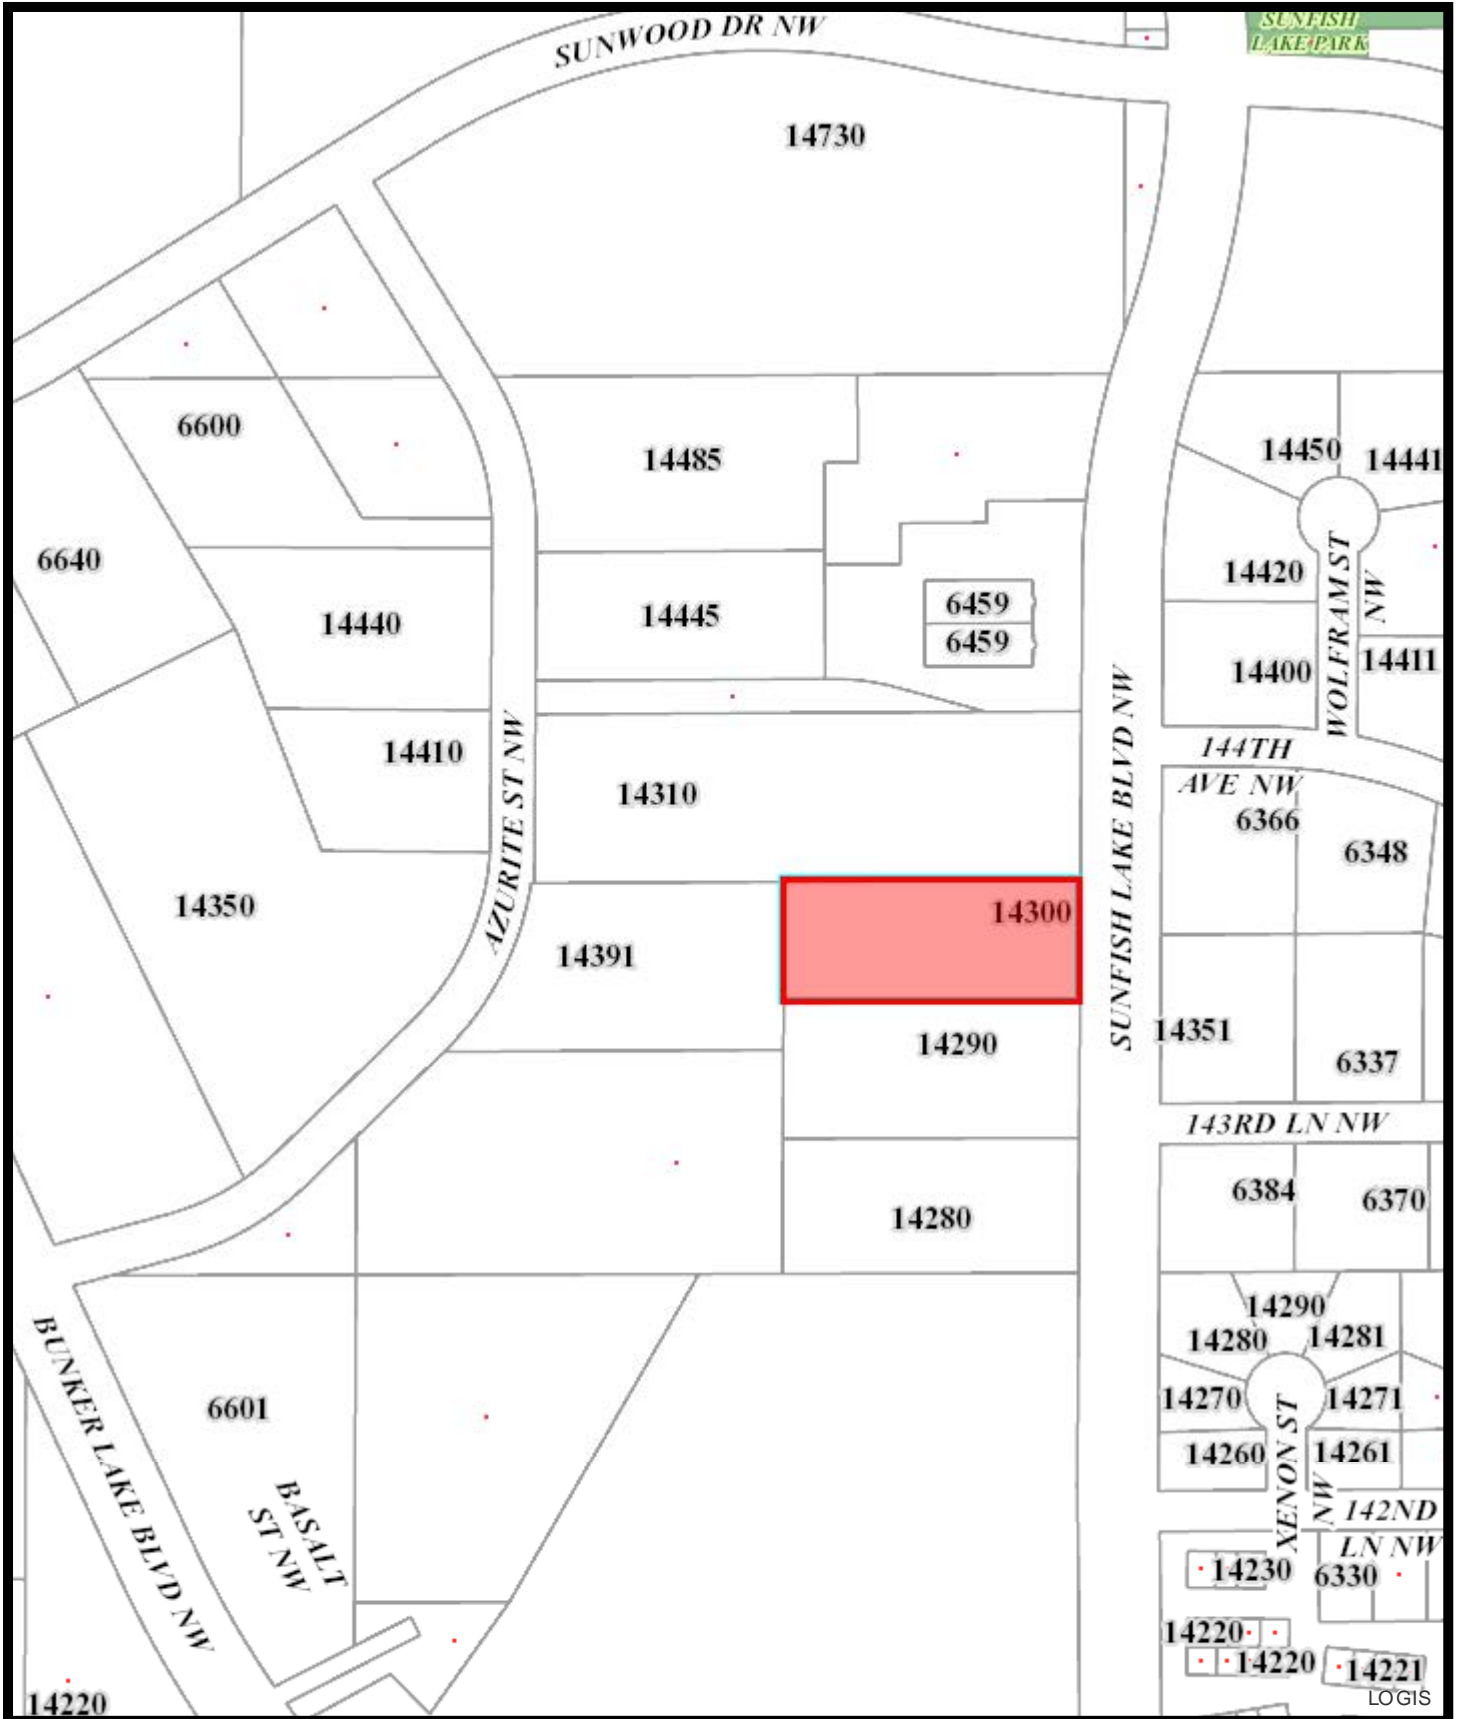 SUNWOOD DR NW
SUNFISH
LAKE PARK
14730
6600
14485
14450
14441
6640
14440
14445
6459
6459
14420
14400
14411
WOLFRAM ST
NW
14410
14310
144TH
AVE NW
6366
6348
AZURITE ST NW
SUNFISH LAKE BLVD NW
14350
14391
14300
14290
14351
6337
143RD LN NW
14280
6384
6370
14290
14280
14281
14270
14271
14260
14261
XENON ST
NW
142ND
LN NW
6601
BUNKER LAKE BLVD NW
BASALT
ST NW
14230
6330
14220
14220
14221
14220
LOGIS